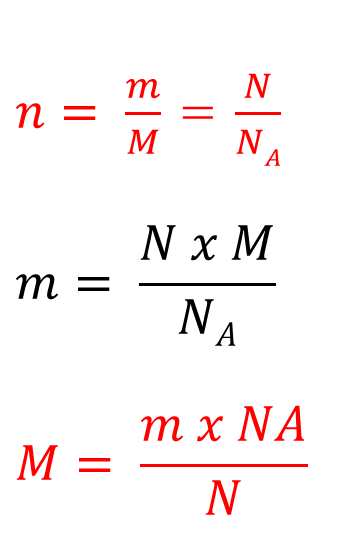 n = m/M = N/N_A
m = N x M/N_A
M = m x NA/N